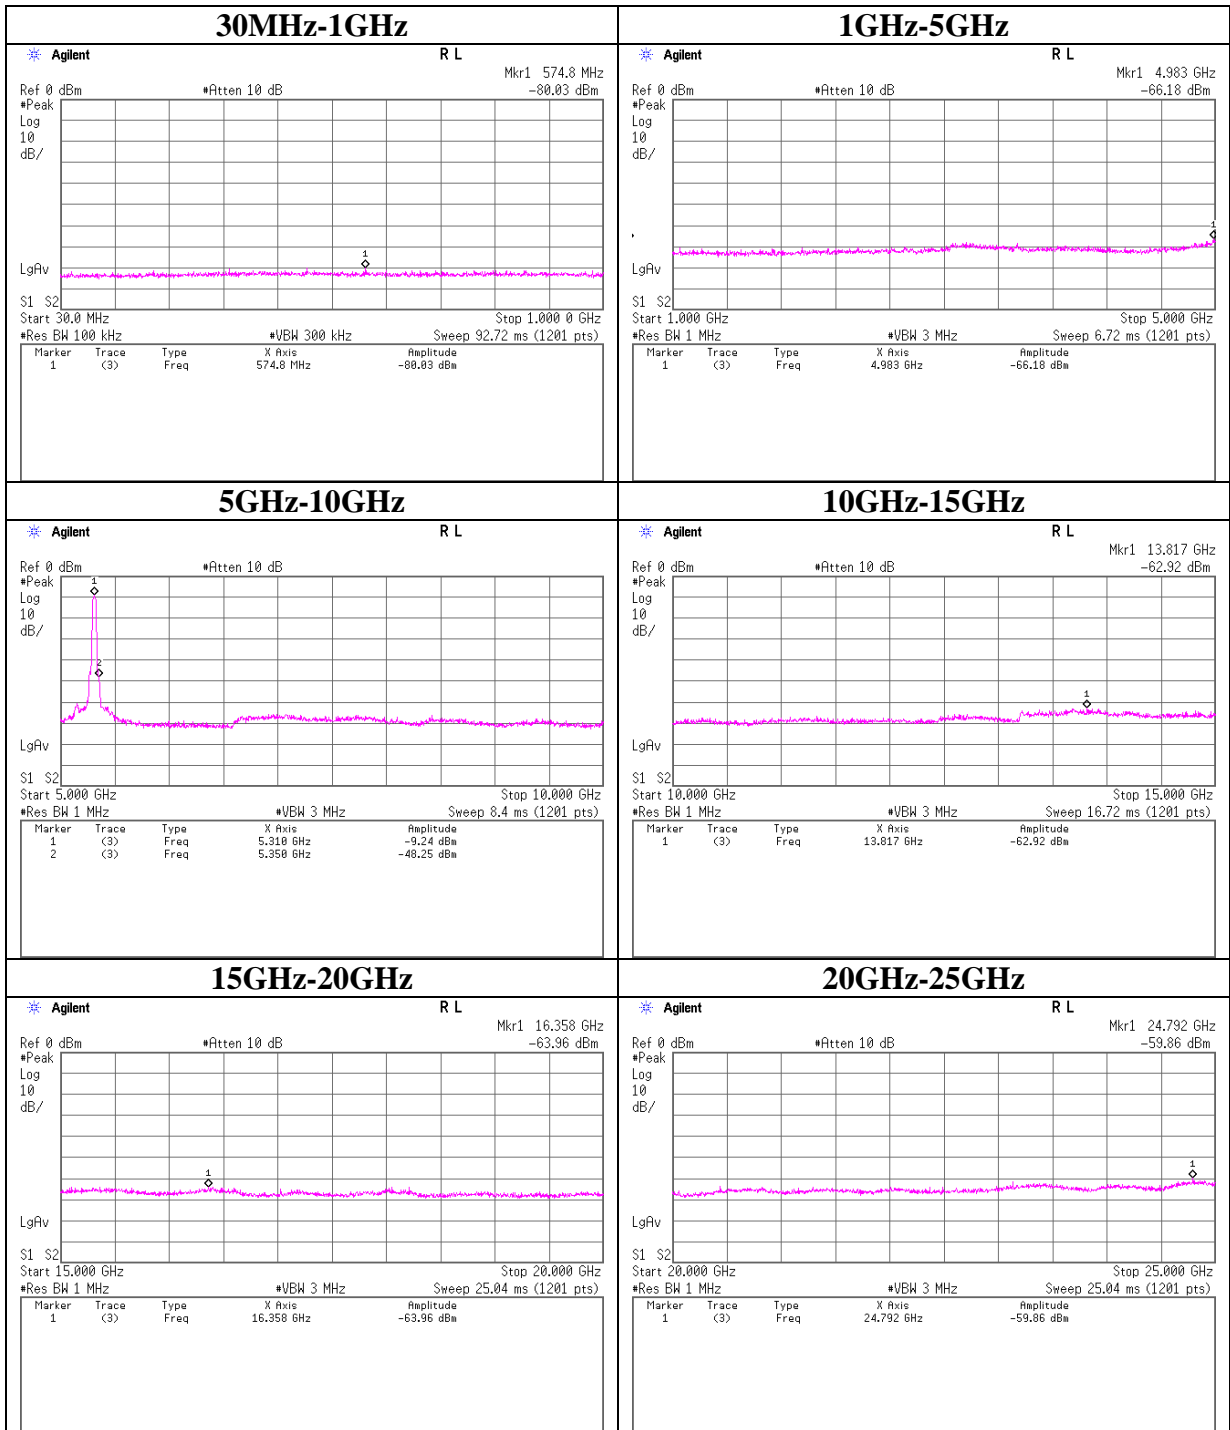 30MHz-1GHz
Agilent R L
Mkr1 574.8 MHz
Ref 0 dBm #Atten 10 dB -80.03 dBm
#Peak
Log
10
dB/
1
LgAv
S1 S2
Start 30.0 MHz Stop 1.000 0 GHz
#Res BW 100 kHz #VBW 300 kHz Sweep 92.72 ms (1201 pts)
Marker Trace Type X Axis Amplitude
1 (3) Freq 574.8 MHz -80.03 dBm
1GHz-5GHz
Agilent R L
Mkr1 4.983 GHz
Ref 0 dBm #Atten 10 dB -66.18 dBm
#Peak
Log
10
dB/
1
LgAv
S1 S2
Start 1.000 GHz Stop 5.000 GHz
#Res BW 1 MHz #VBW 3 MHz Sweep 6.72 ms (1201 pts)
Marker Trace Type X Axis Amplitude
1 (3) Freq 4.983 GHz -66.18 dBm
5GHz-10GHz
Agilent R L
Ref 0 dBm #Atten 10 dB
#Peak
1
Log
10
dB/
2
LgAv
S1 S2
Start 5.000 GHz Stop 10.000 GHz
#Res BW 1 MHz #VBW 3 MHz Sweep 8.4 ms (1201 pts)
Marker Trace Type X Axis Amplitude
1 (3) Freq 5.310 GHz -9.24 dBm
2 (3) Freq 5.350 GHz -48.25 dBm
10GHz-15GHz
Agilent R L
Mkr1 13.817 GHz
Ref 0 dBm #Atten 10 dB -62.92 dBm
#Peak
Log
10
dB/
1
LgAv
S1 S2
Start 10.000 GHz Stop 15.000 GHz
#Res BW 1 MHz #VBW 3 MHz Sweep 16.72 ms (1201 pts)
Marker Trace Type X Axis Amplitude
1 (3) Freq 13.817 GHz -62.92 dBm
15GHz-20GHz
Agilent R L
Mkr1 16.358 GHz
Ref 0 dBm #Atten 10 dB -63.96 dBm
#Peak
Log
10
dB/
1
LgAv
S1 S2
Start 15.000 GHz Stop 20.000 GHz
#Res BW 1 MHz #VBW 3 MHz Sweep 25.04 ms (1201 pts)
Marker Trace Type X Axis Amplitude
1 (3) Freq 16.358 GHz -63.96 dBm
20GHz-25GHz
Agilent R L
Mkr1 24.792 GHz
Ref 0 dBm #Atten 10 dB -59.86 dBm
#Peak
Log
10
dB/
1
LgAv
S1 S2
Start 20.000 GHz Stop 25.000 GHz
#Res BW 1 MHz #VBW 3 MHz Sweep 25.04 ms (1201 pts)
Marker Trace Type X Axis Amplitude
1 (3) Freq 24.792 GHz -59.86 dBm